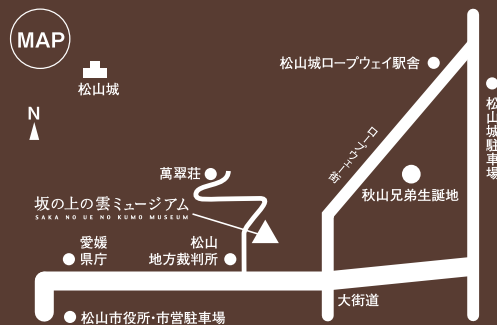 MAP
松山城
N
松山城ロープウェイ駅舎
松山城駐車場
ロープウェー街
萬翠荘
秋山兄弟生誕地
坂の上の雲ミュージアム
SAKA NO UE NO KUMO MUSEUM
愛媛
県庁
松山
地方裁判所
大街道
松山市役所・市営駐車場